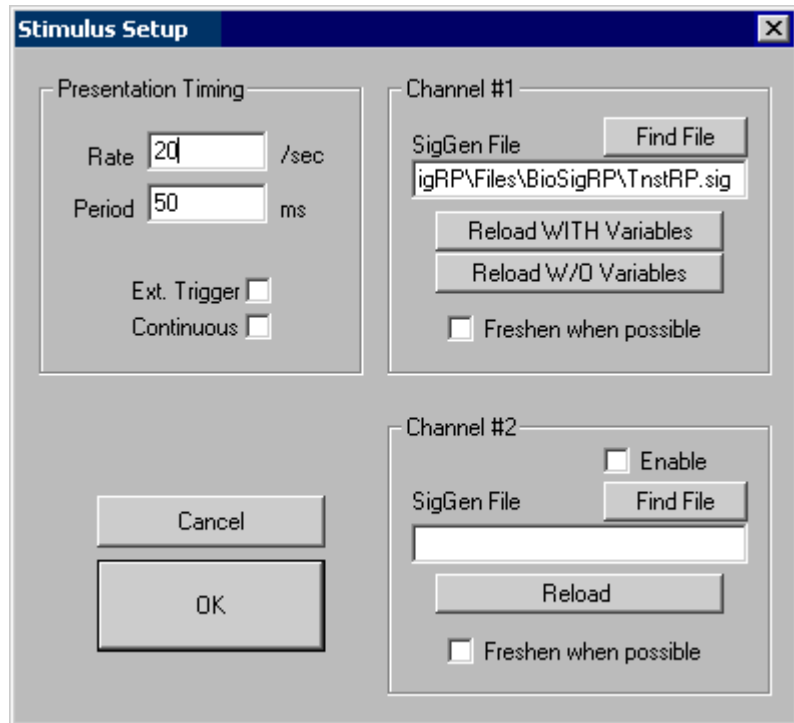 Stimulus Setup
Presentation Timing
Rate 20 /sec
Period 50 ms
Ext. Trigger
Continuous
Channel #1
SigGen File Find File
igRP\Files\BioSigRP\TnstRP.sig
Reload WITH Variables
Reload W/O Variables
Freshen when possible
Channel #2
Enable
SigGen File Find File
Reload
Freshen when possible
Cancel
OK